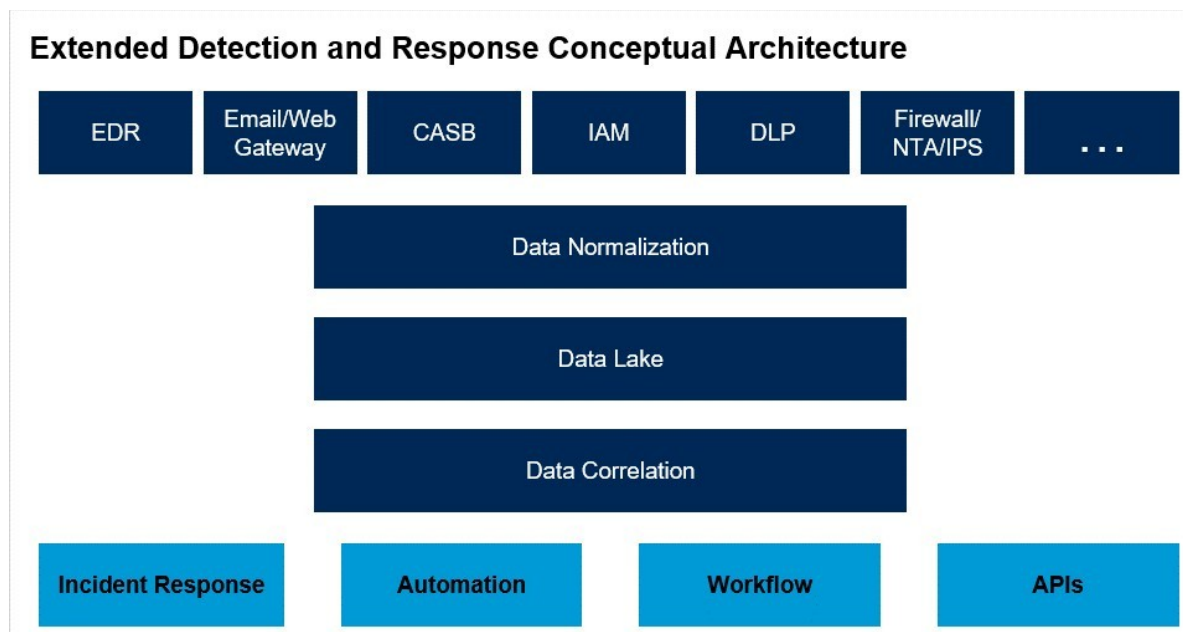 Extended Detection and Response Conceptual Architecture
EDR
Email/Web
Gateway
CASB
IAM
DLP
Firewall/
NTA/IPS
...
Data Normalization
Data Lake
Data Correlation
Incident Response
Automation
Workflow
APIs